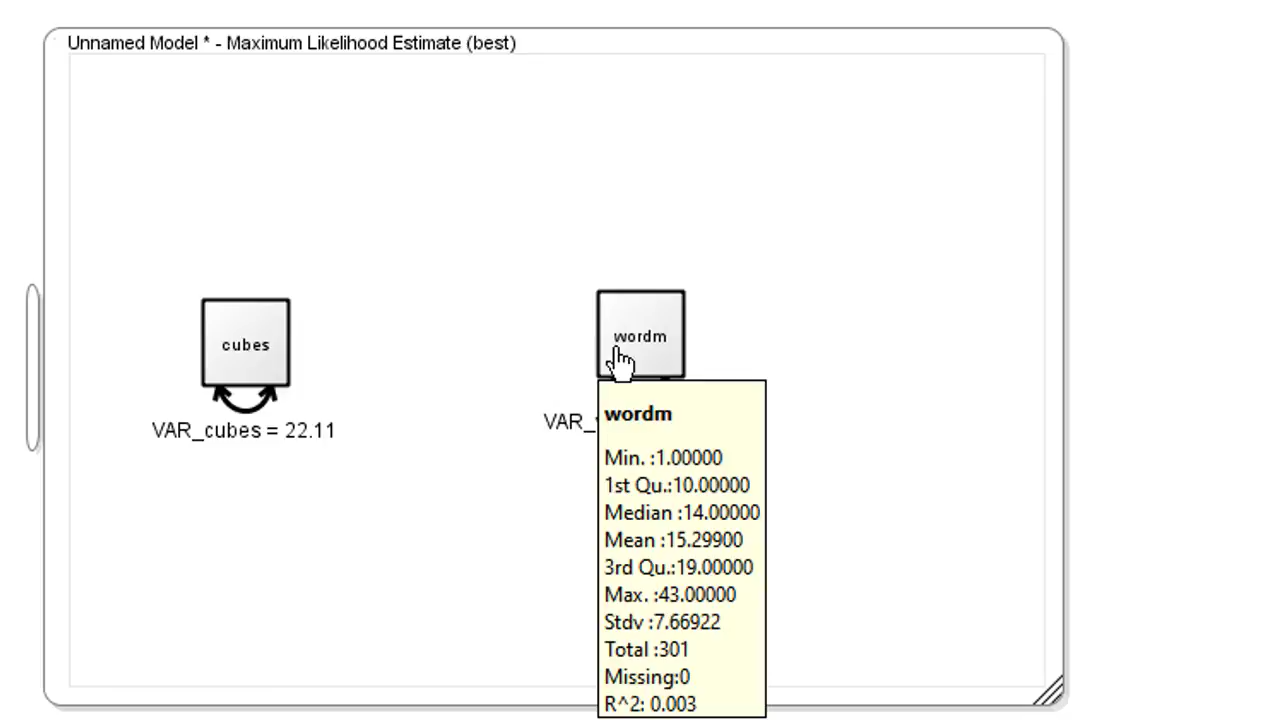 Unnamed Model * - Maximum Likelihood Estimate (best)
cubes
VAR_cubes = 22.11
wordm
VAR_
wordm
Min. :1.00000
1st Qu.:10.00000
Median :14.00000
Mean :15.29900
3rd Qu.:19.00000
Max. :43.00000
Stdv :7.66922
Total :301
Missing:0
R^2: 0.003